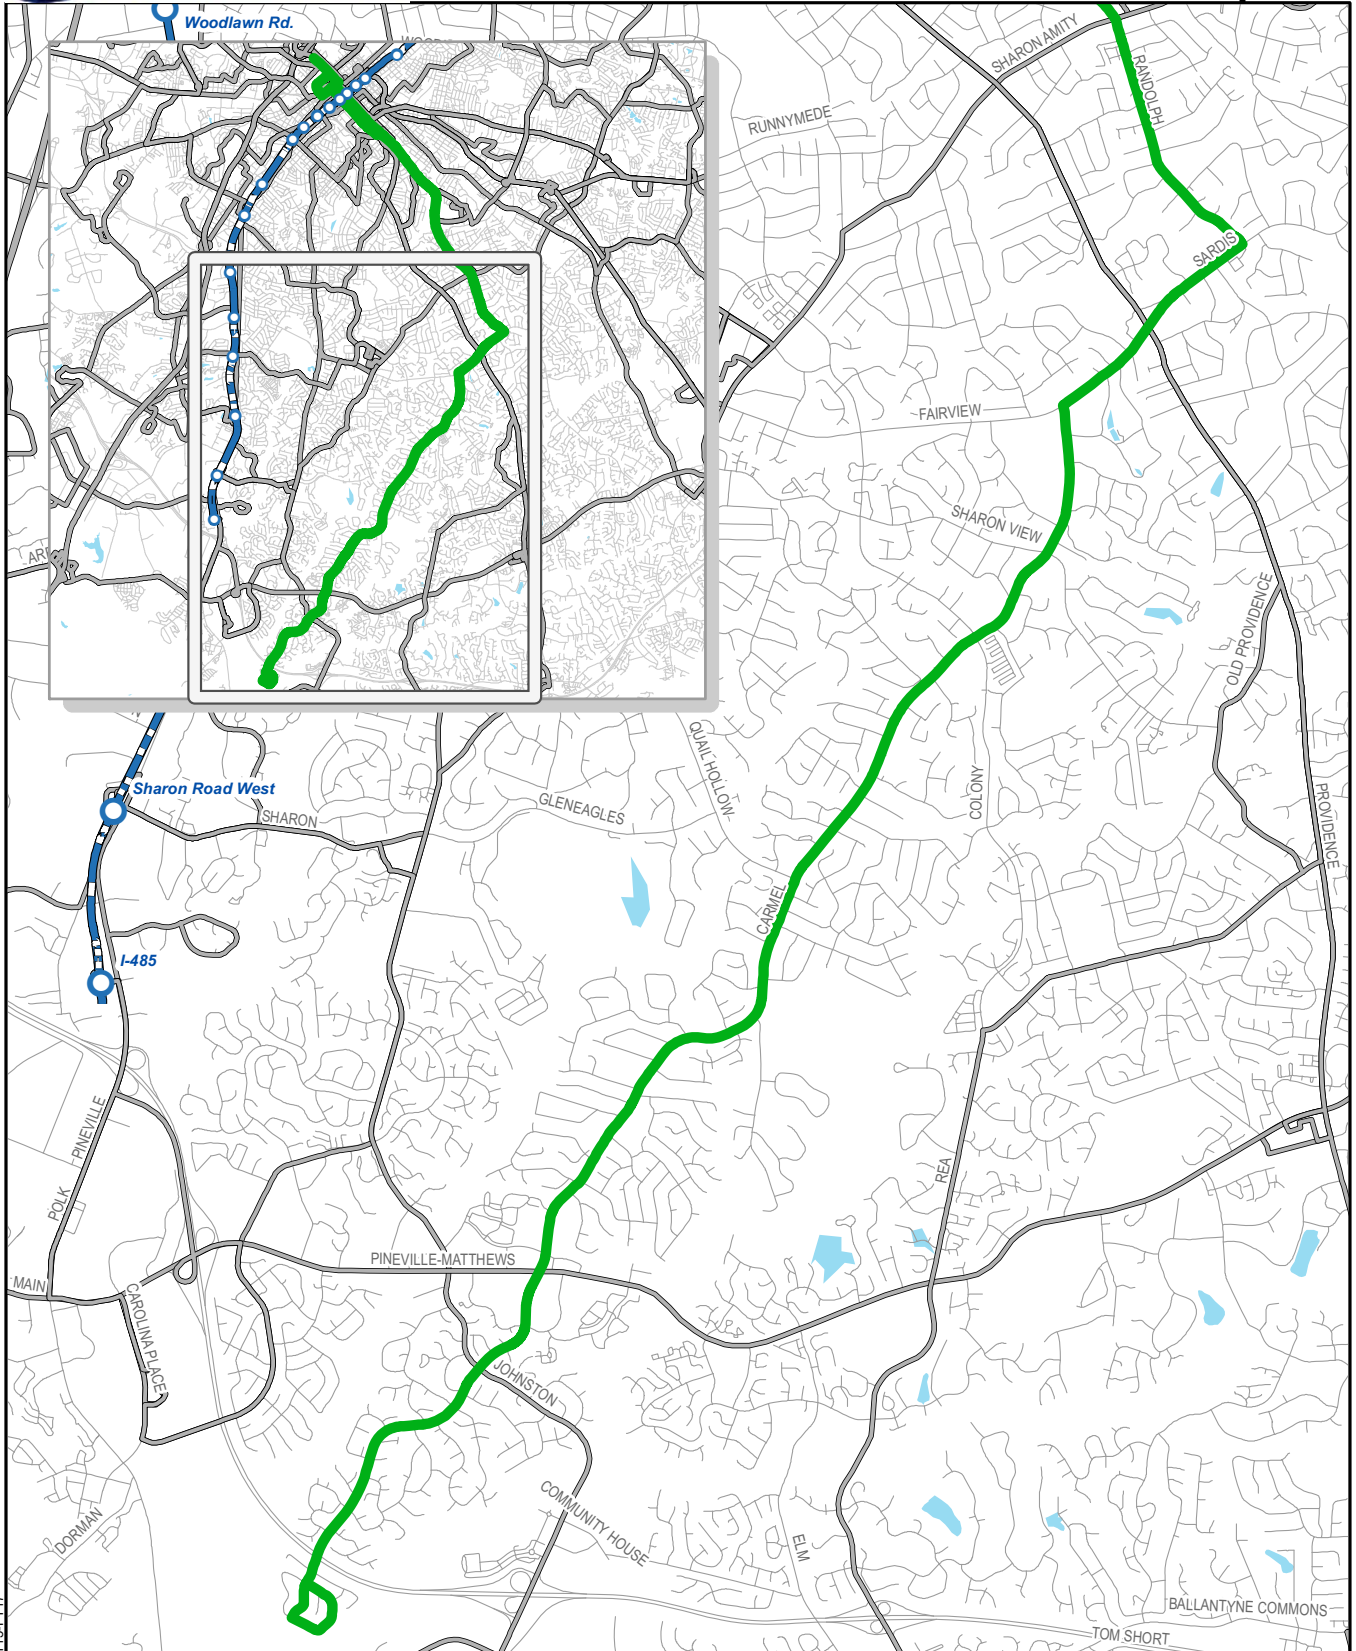 Woodlawn Rd.
SHARON AMITY
RANDOLPH
RUNNYMEDE
SARDIS
FAIRVIEW
SHARON VIEW
OLD PROVIDENCE
QUAIL HOLLOW
Sharon Road West
GLENEAGLES
SHARON
COLONY
PROVIDENCE
CARMEL
I-485
PINEVILLE
REA
POLK
PINEVILLE-MATTHEWS
MAIN
CAROLINA PLACE
JOHNSTON
COMMUNITY HOUSE
DORMAN
ELM
BALLANTYNE COMMONS
TOM SHORT